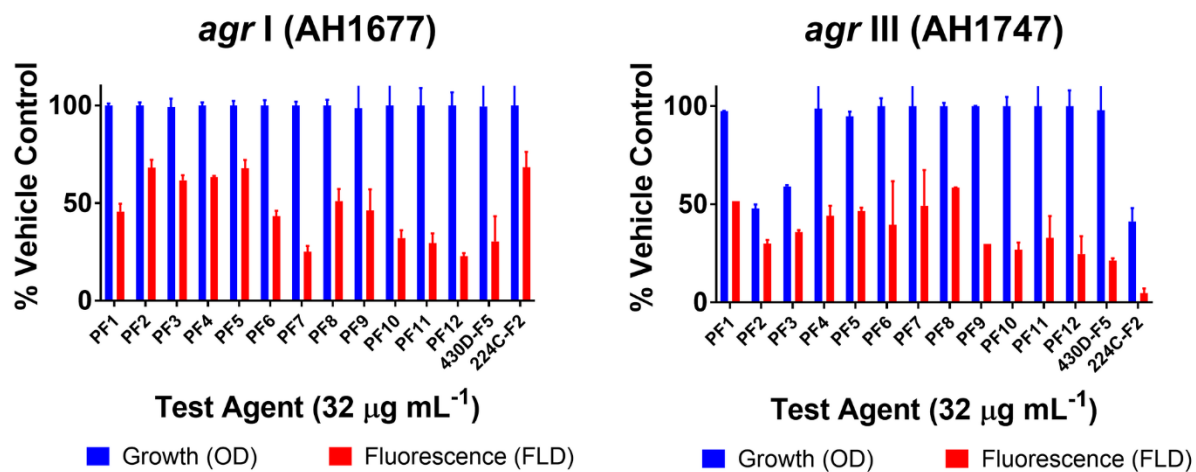 agr I (AH1677)
% Vehicle Control
100
50
0
PF1
PF2
PF3
PF4
PF5
PF6
PF7
PF8
PF9
PF10
PF11
PF12
430D-F5
224C-F2
Test Agent (32 μg mL⁻¹)
Growth (OD) Fluorescence (FLD)
agr III (AH1747)
% Vehicle Control
100
50
0
PF1
PF2
PF3
PF4
PF5
PF6
PF7
PF8
PF9
PF10
PF11
PF12
430D-F5
224C-F2
Test Agent (32 μg mL⁻¹)
Growth (OD) Fluorescence (FLD)